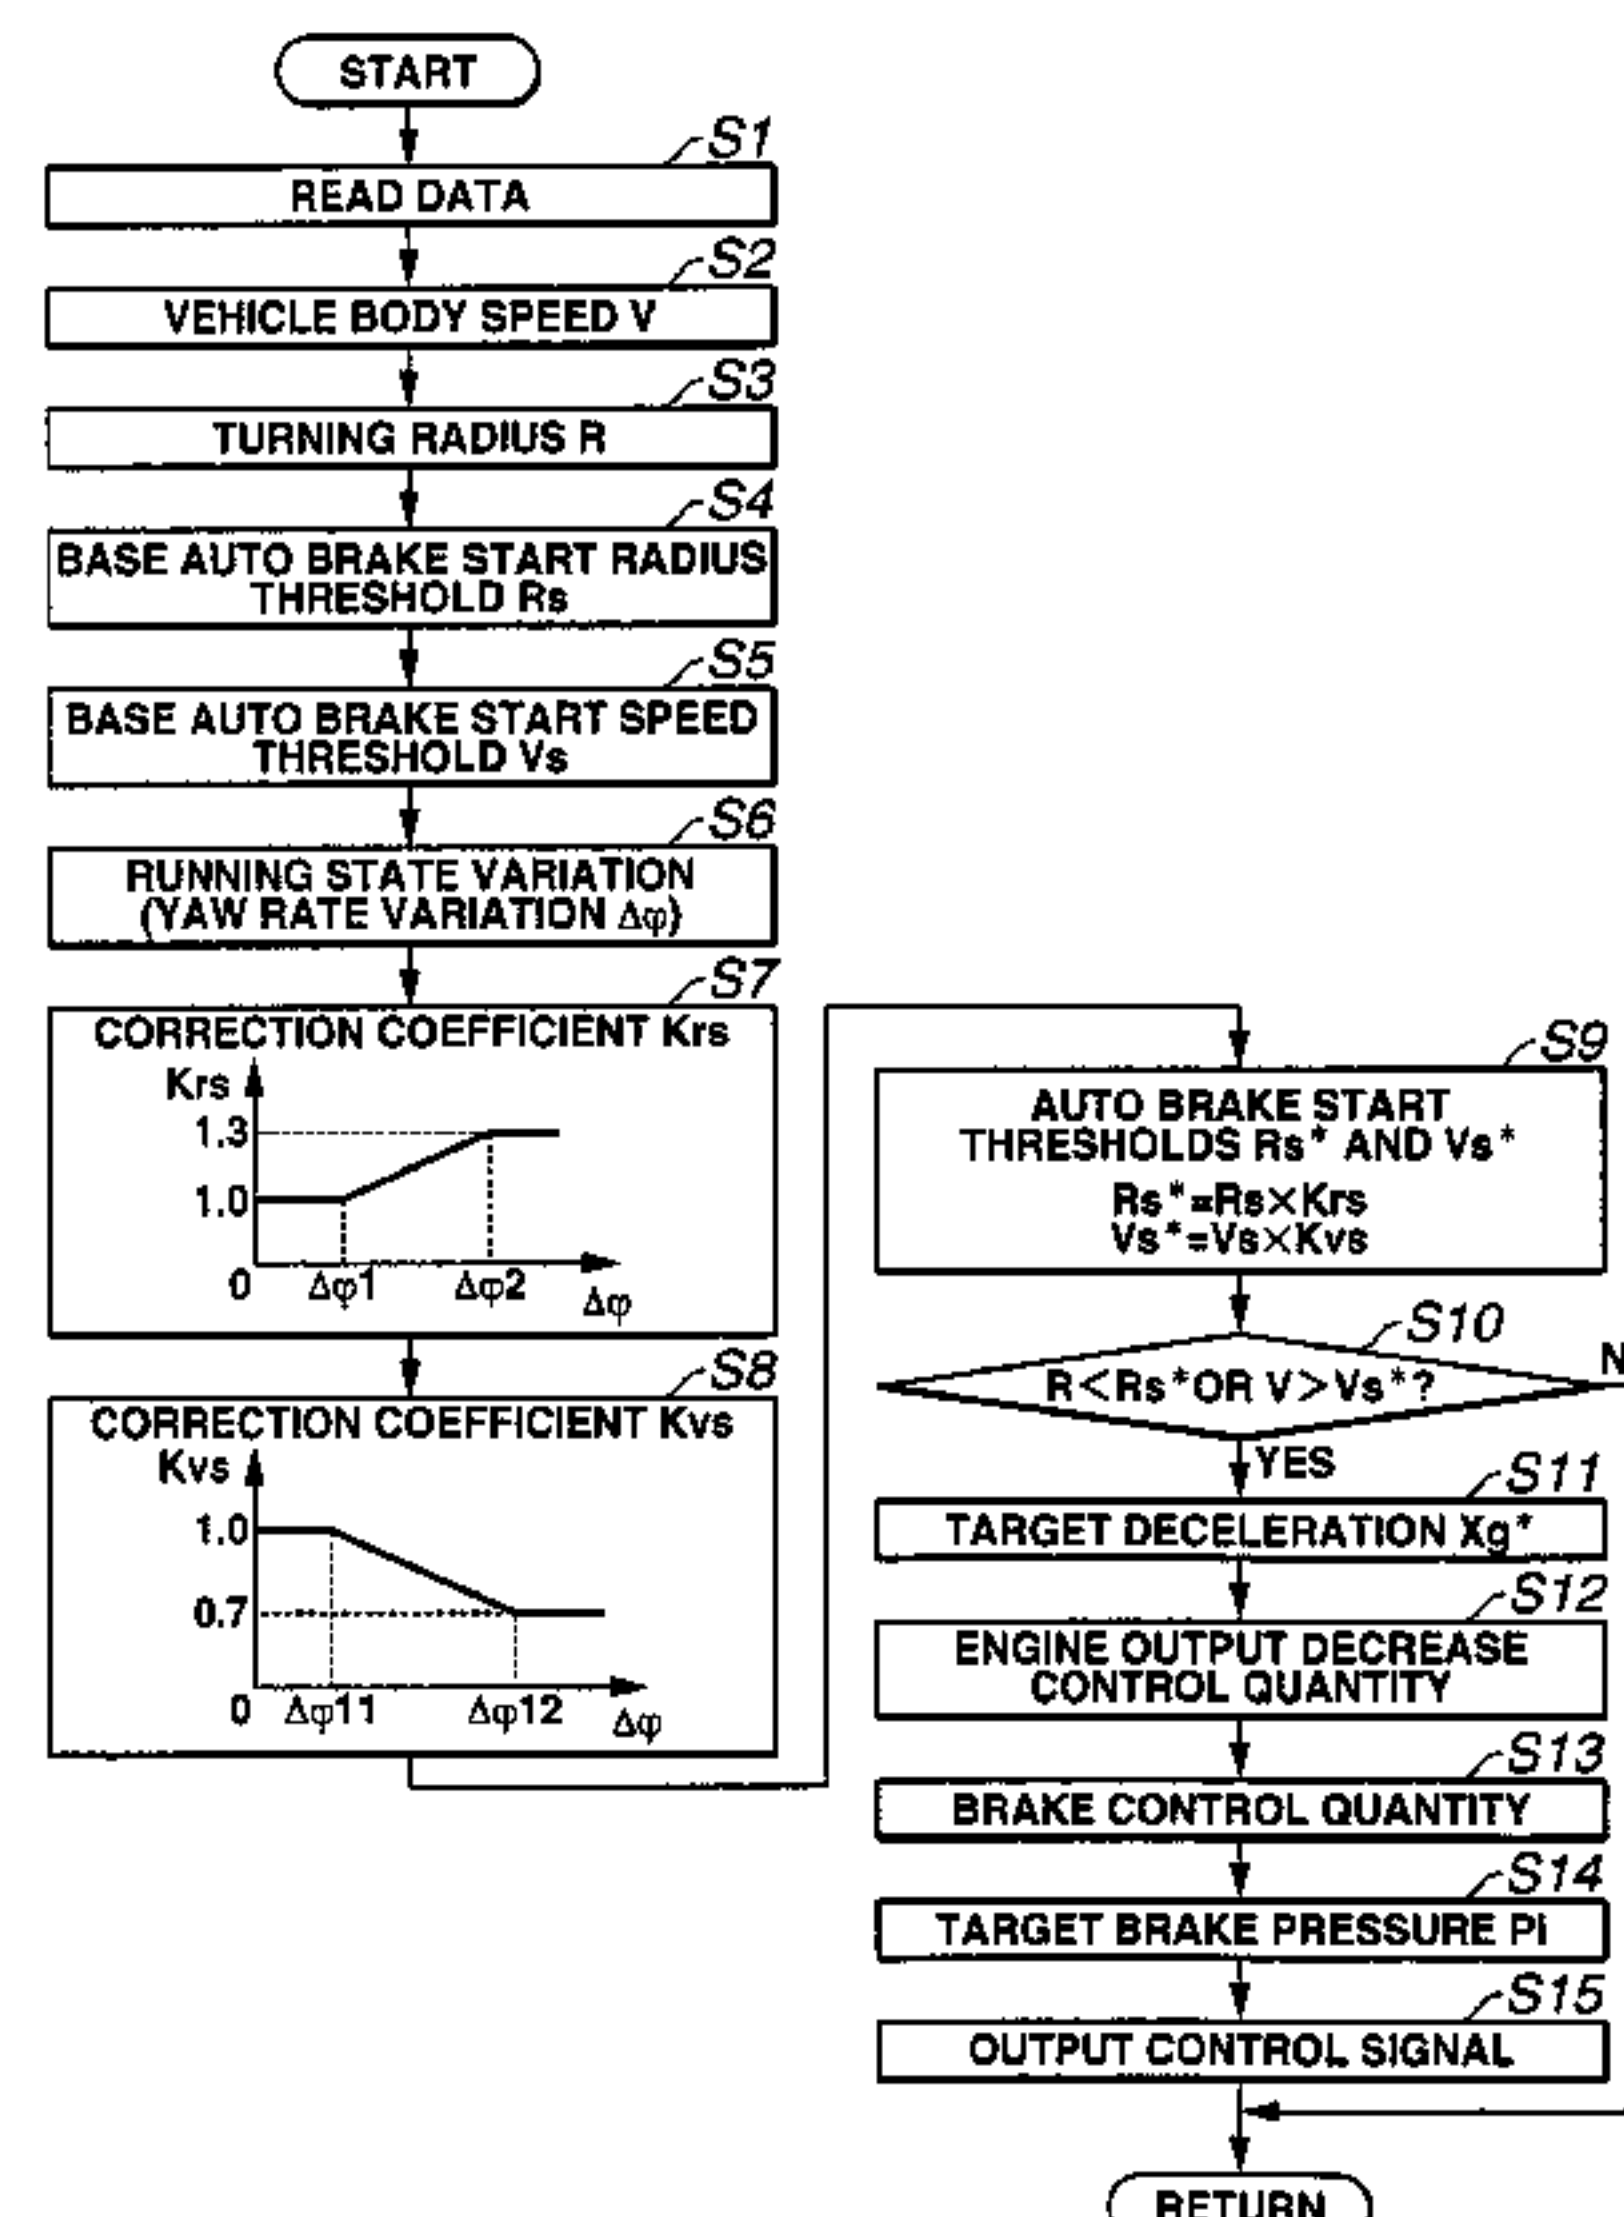 START
S1
READ DATA
S2
VEHICLE BODY SPEED V
S3
TURNING RADIUS R
S4
BASE AUTO BRAKE START RADIUS
THRESHOLD Rs
S5
BASE AUTO BRAKE START SPEED
THRESHOLD Vs
S6
RUNNING STATE VARIATION
(YAW RATE VARIATION Δφ)
S7
CORRECTION COEFFICIENT Krs
Krs
1.3
1.0
0 Δφ1 Δφ2 Δφ
S8
CORRECTION COEFFICIENT Kvs
Kvs
1.0
0.7
0 Δφ11 Δφ12 Δφ
S9
AUTO BRAKE START
THRESHOLDS Rs* AND Vs*
Rs*=Rs×Krs
Vs*=Vs×Kvs
S10
R<Rs*OR V>Vs*?
N
YES
S11
TARGET DECELERATION Xg*
S12
ENGINE OUTPUT DECREASE
CONTROL QUANTITY
S13
BRAKE CONTROL QUANTITY
S14
TARGET BRAKE PRESSURE Pi
S15
OUTPUT CONTROL SIGNAL
RETURN